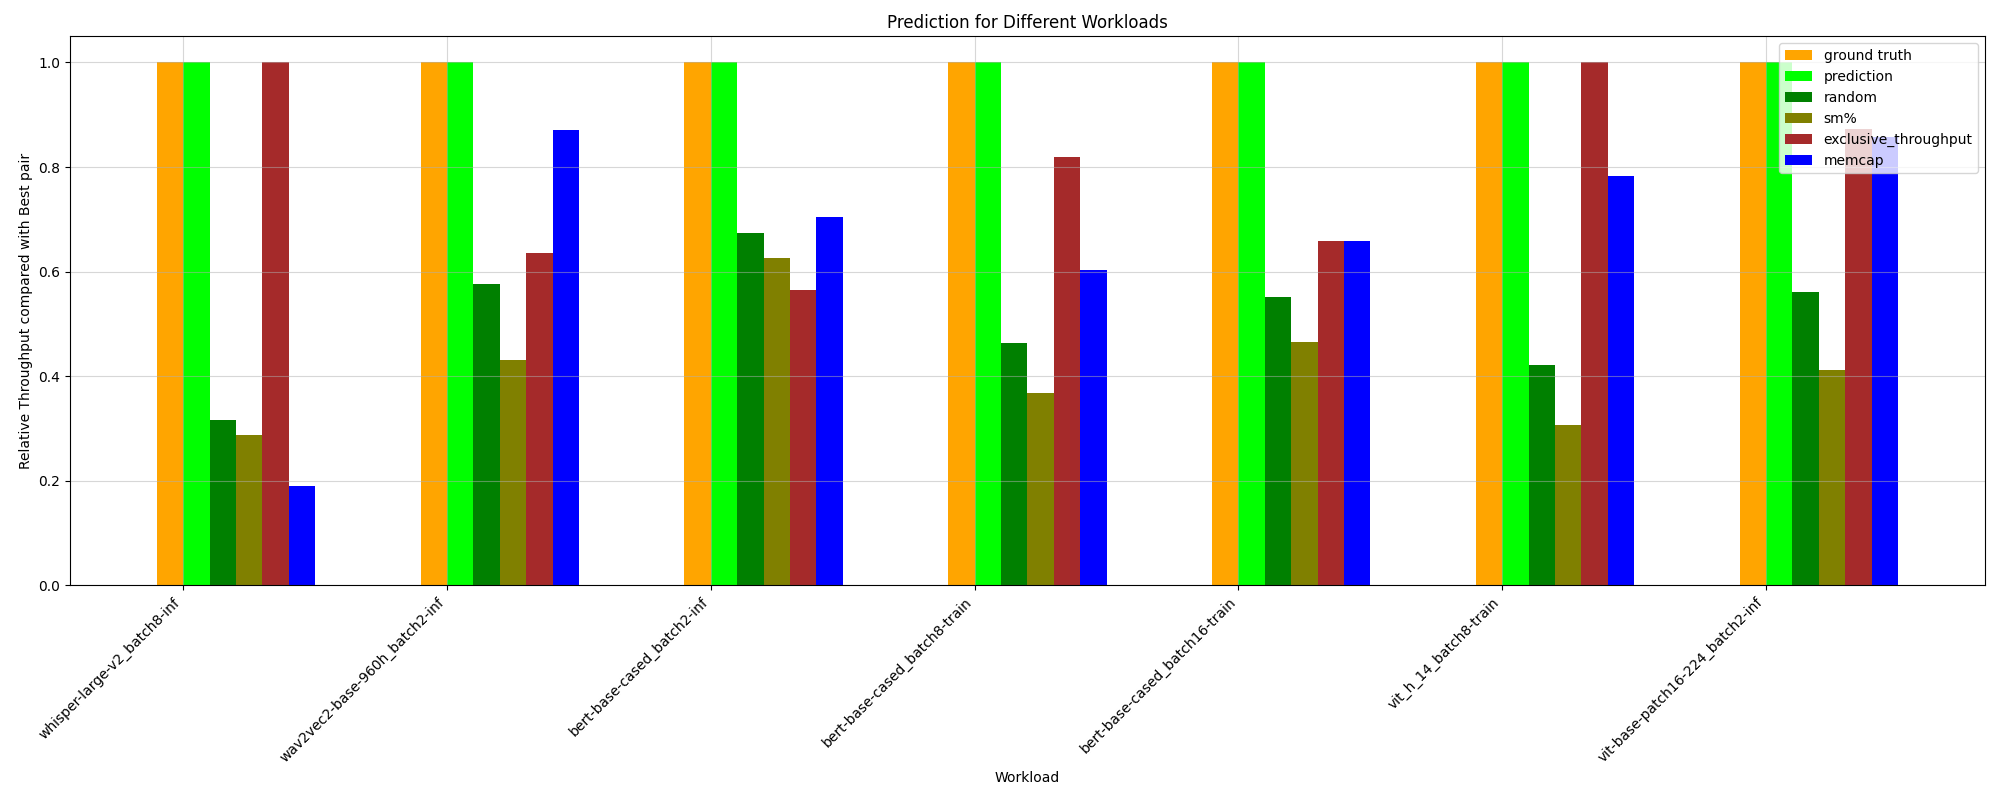 Prediction for Different Workloads
Relative Throughput compared with Best pair
1.0
0.8
0.6
0.4
0.2
0.0
ground truth
prediction
random
sm%
exclusive_throughput
memcap
whisper-large-v2_batch8-inf
wav2vec2-base-960h_batch2-inf
bert-base-cased_batch2-inf
bert-base-cased_batch8-train
bert-base-cased_batch16-train
vit_h_14_batch8-train
vit-base-patch16-224_batch2-inf
Workload